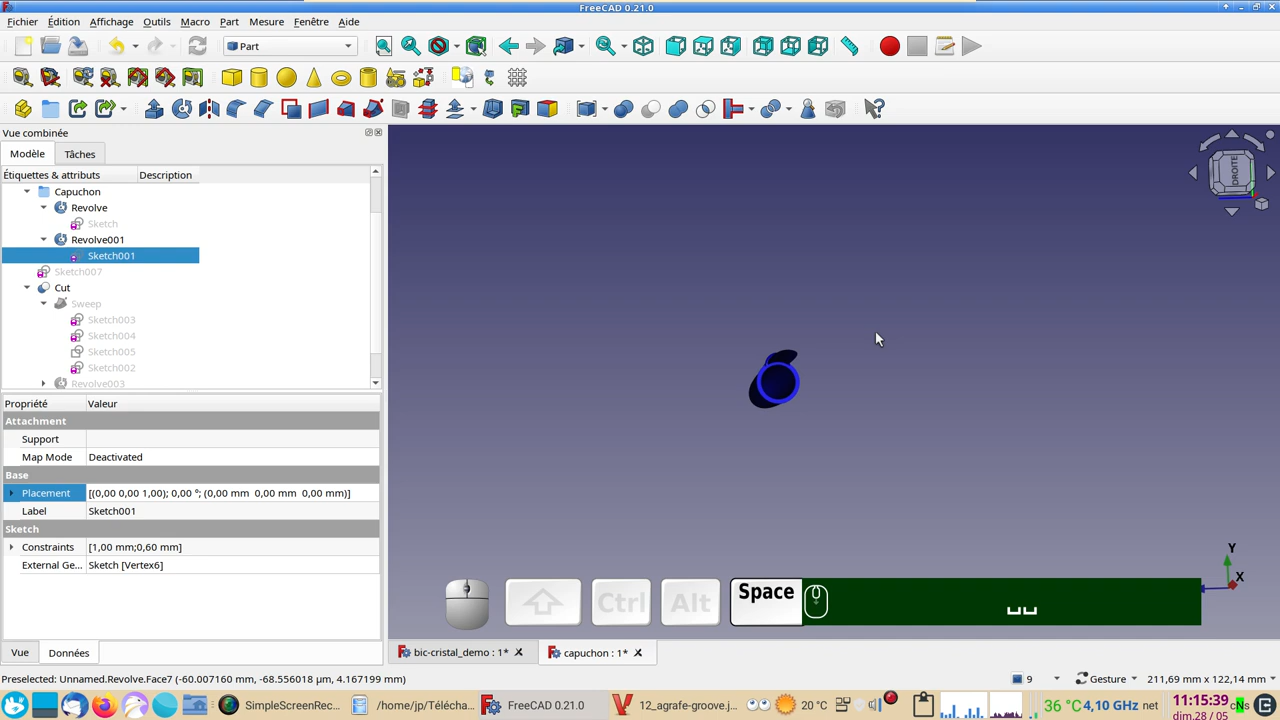 FreeCAD 0.21.0
Fichier Édition Affichage Outils Macro Part Mesure Fenêtre Aide
Part
Vue combinée
Modèle Tâches
Étiquettes & attributs Description
Capuchon
Revolve
Sketch
Revolve001
Sketch001
Sketch007
Cut
Sweep
Sketch003
Sketch004
Sketch005
Sketch002
Revolve003
Propriété Valeur
Attachment
Support
Map Mode Deactivated
Base
Placement [(0,00 0,00 1,00); 0,00 °; (0,00 mm 0,00 mm 0,00 mm)]
Label Sketch001
Sketch
Constraints [1,00 mm;0,60 mm]
External Ge... Sketch [Vertex6]
Vue Données
DROITE
Y
X
Ctrl Alt Space
bic-cristal_demo : 1* capuchon : 1*
Preselected: Unnamed.Revolve.Face7 (-60.007160 mm, -68.556018 µm, 4.167199 mm) 9 Gesture 211,69 mm x 122,14 mm
SimpleScreenRec... /home/jp/Télécha... FreeCAD 0.21.0 12_agrafe-groove.j... 20 °C 36 °C 4,10 GHz 11:15:39
dim.28 / 05